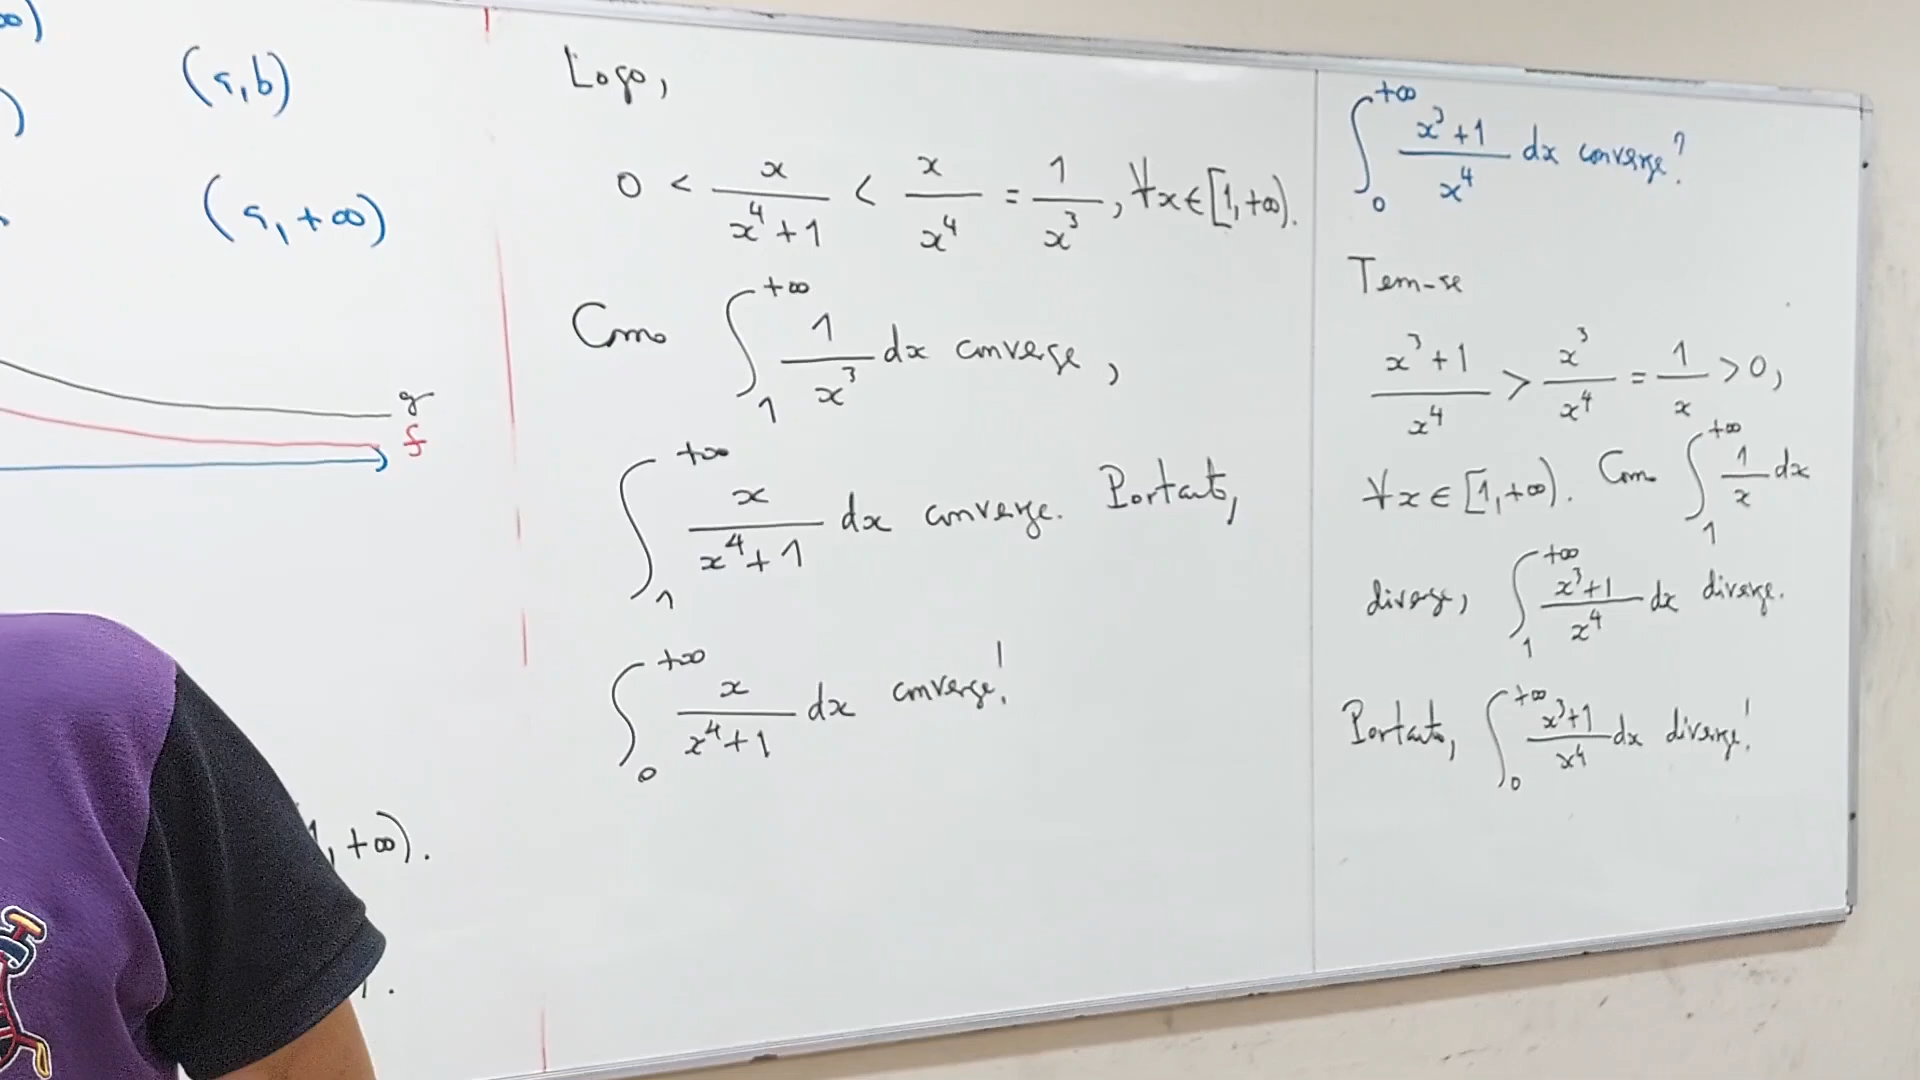 ∞)
(a,b)
)
(a,+∞)
g
f
1,+∞).
Logo,
0 < x/(x⁴+1) < x/x⁴ = 1/x³, ∀x∈[1,+∞).
Como ∫₁^{+∞} 1/x³ dx converge,
∫₁^{+∞} x/(x⁴+1) dx converge. Portanto,
∫₀^{+∞} x/(x⁴+1) dx converge!
∫₀^{+∞} (x³+1)/x⁴ dx converge?
Tem-se
(x³+1)/x⁴ > x³/x⁴ = 1/x > 0,
∀x∈[1,+∞). Como ∫₁^{+∞} 1/x dx
diverge, ∫₁^{+∞} (x³+1)/x⁴ dx diverge.
Portanto, ∫₀^{+∞} (x³+1)/x⁴ dx diverge!